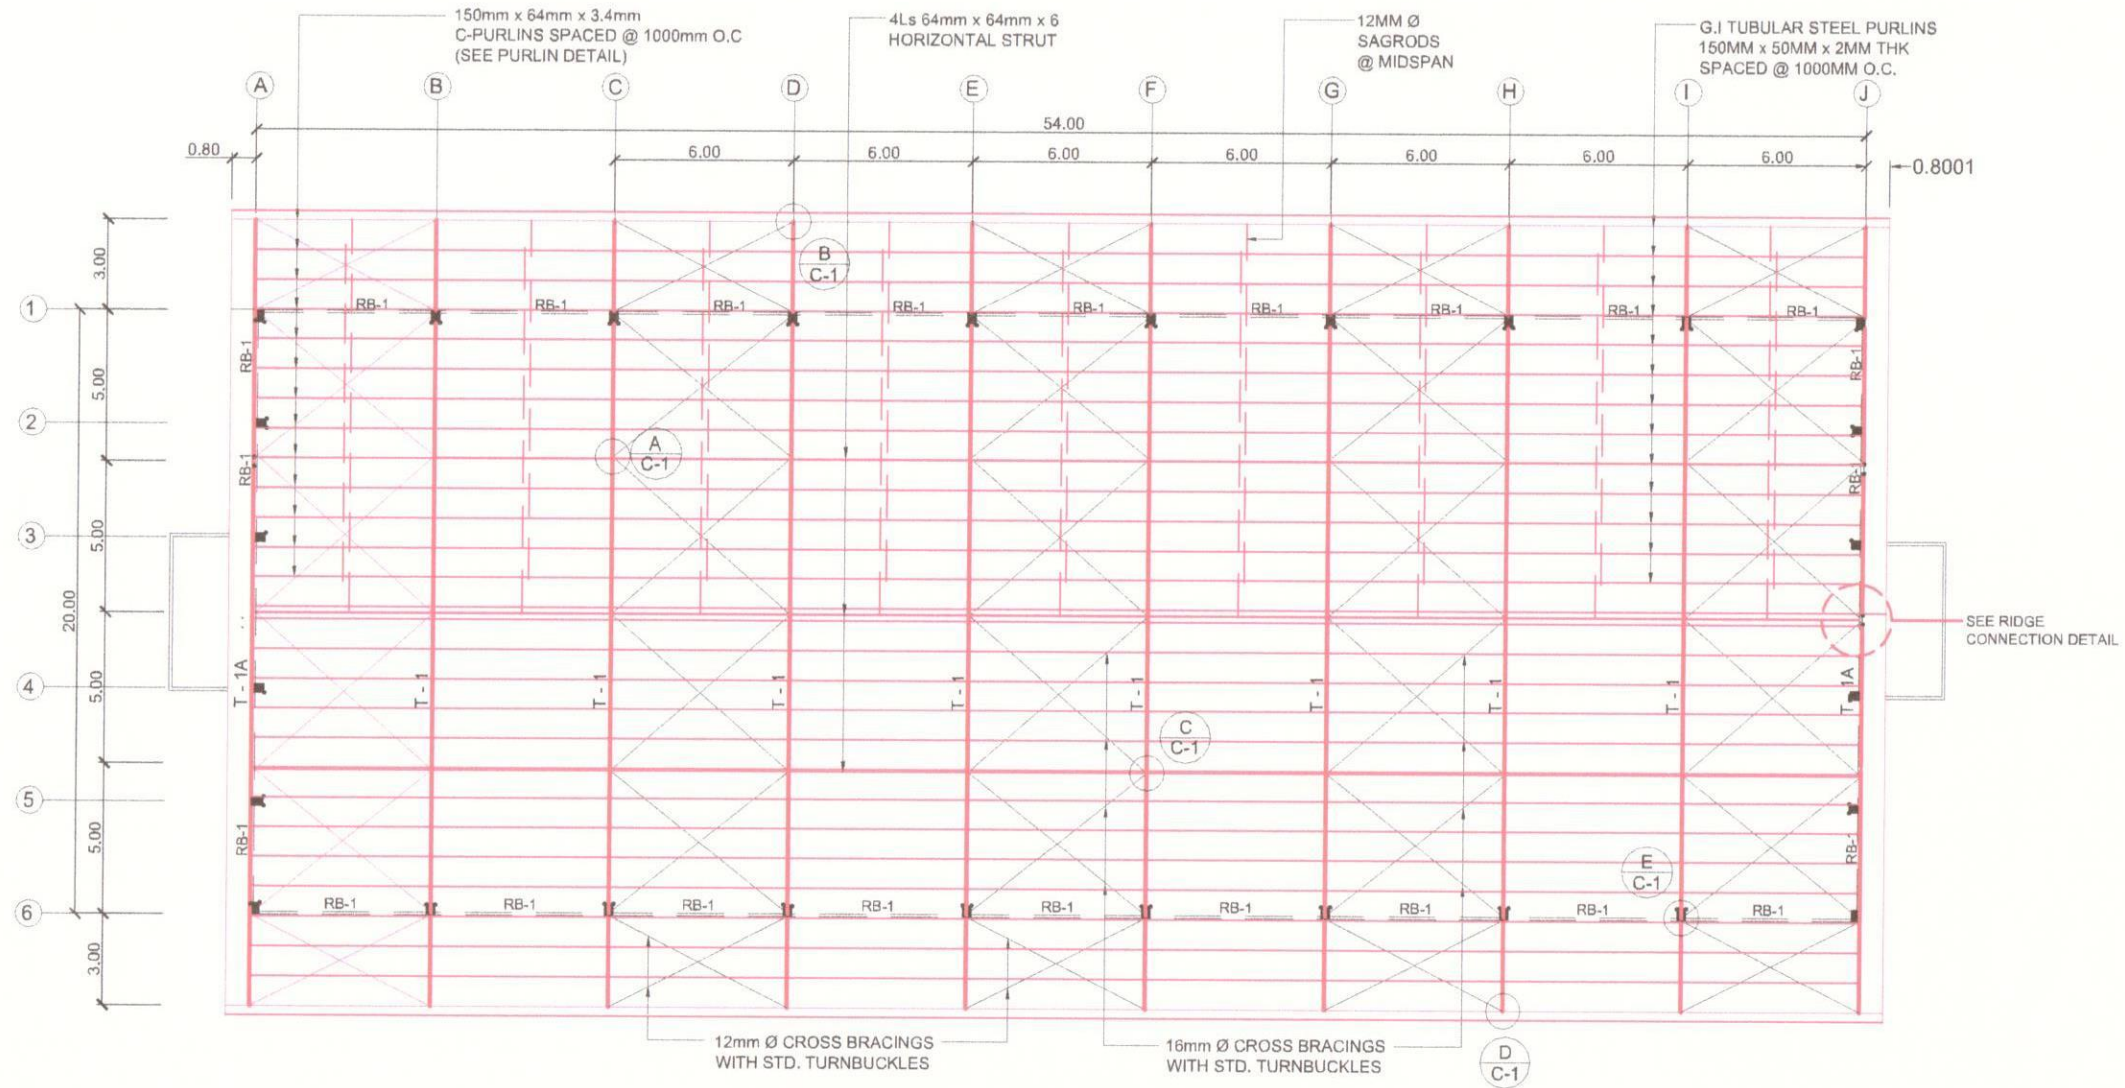 150mm x 64mm x 3.4mm
C-PURLINS SPACED @ 1000mm O.C
(SEE PURLIN DETAIL)
4Ls 64mm x 64mm x 6
HORIZONTAL STRUT
12MM Ø
SAGRODS
@ MIDSPAN
G.I TUBULAR STEEL PURLINS
150MM x 50MM x 2MM THK
SPACED @ 1000MM O.C.
A B C D E F G H I J
54.00
0.80 6.00 6.00 6.00 6.00 6.00 6.00 6.00 0.8001
3.00
B
C-1
1
RB-1 RB-1 RB-1 RB-1 RB-1 RB-1 RB-1 RB-1 RB-1
RB-1 RB-1
5.00
2
A
C-1
RB-1 RB-1
3
5.00
20.00
SEE RIDGE
CONNECTION DETAIL
4
5.00
T - 1A T - 1 T - 1 T - 1 T - 1 T - 1 T - 1 T - 1 T - 1 T 1A
C
C-1
5
5.00
RB-1 RB-1
E
C-1
6
RB-1 RB-1 RB-1 RB-1 RB-1 RB-1 RB-1 RB-1 RB-1
3.00
12mm Ø CROSS BRACINGS
WITH STD. TURNBUCKLES
16mm Ø CROSS BRACINGS
WITH STD. TURNBUCKLES
D
C-1